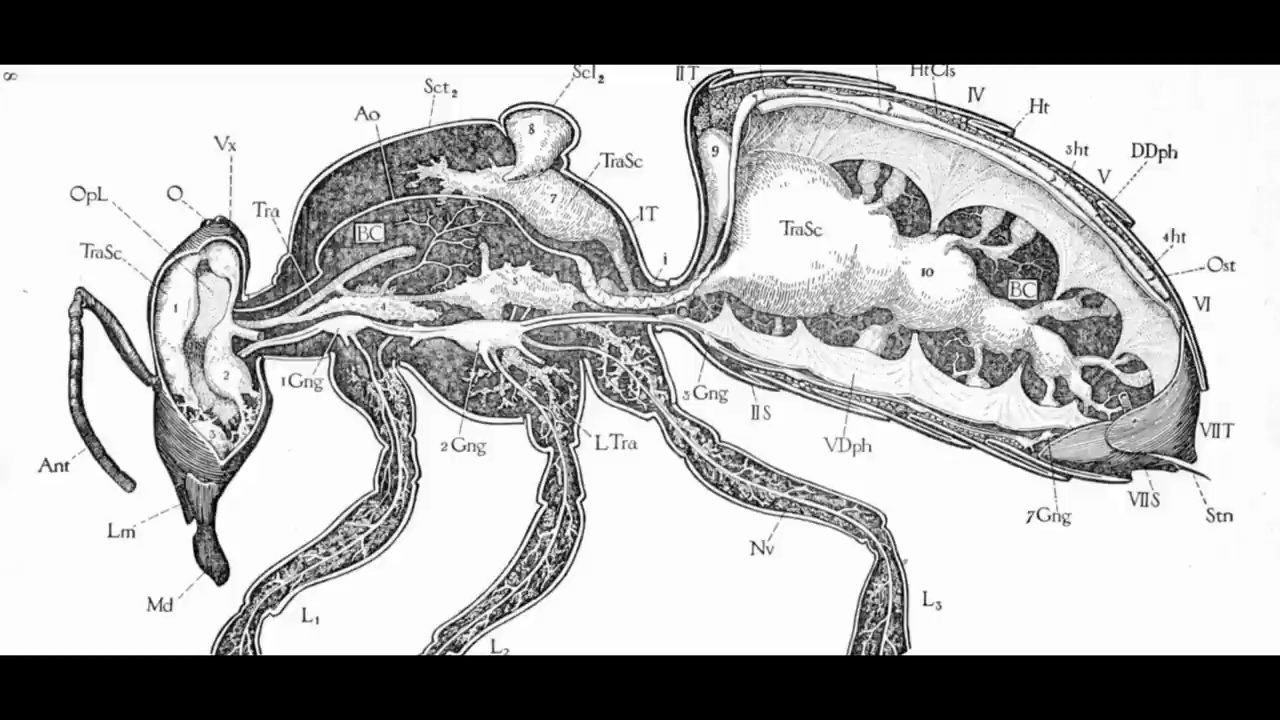 8
Scl₂
IIT
HtCls
Sct₂
IV
Ht
Ao
8
Vx
TraSc
9
3ht
DDph
V
OpL
O
7
Tra
IT
BC
TraSc
4ht
TraSc
i
10
Ost
5
BC
1
4
VI
2
1Gng
3Gng
IIS
3
2Gng
LTra
VDph
VIIT
Ant
VIIS
7Gng
Stn
Lm
Nv
Md
L₁
L₃
L₂